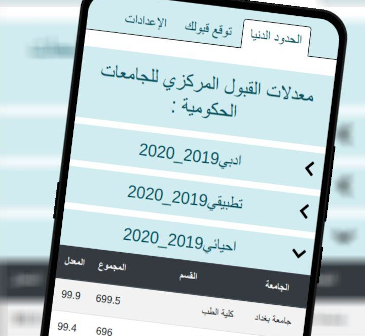 الحدود الدنيا توقع قبولك الإعدادات
معدلات القبول المركزي للجامعات
الحكومية :
ادبي2019_2020
تطبيقي2019_2020
احيائي2019_2020
الجامعة القسم المجموع المعدل
جامعة بغداد كلية الطب 699.5 99.9
696 99.4